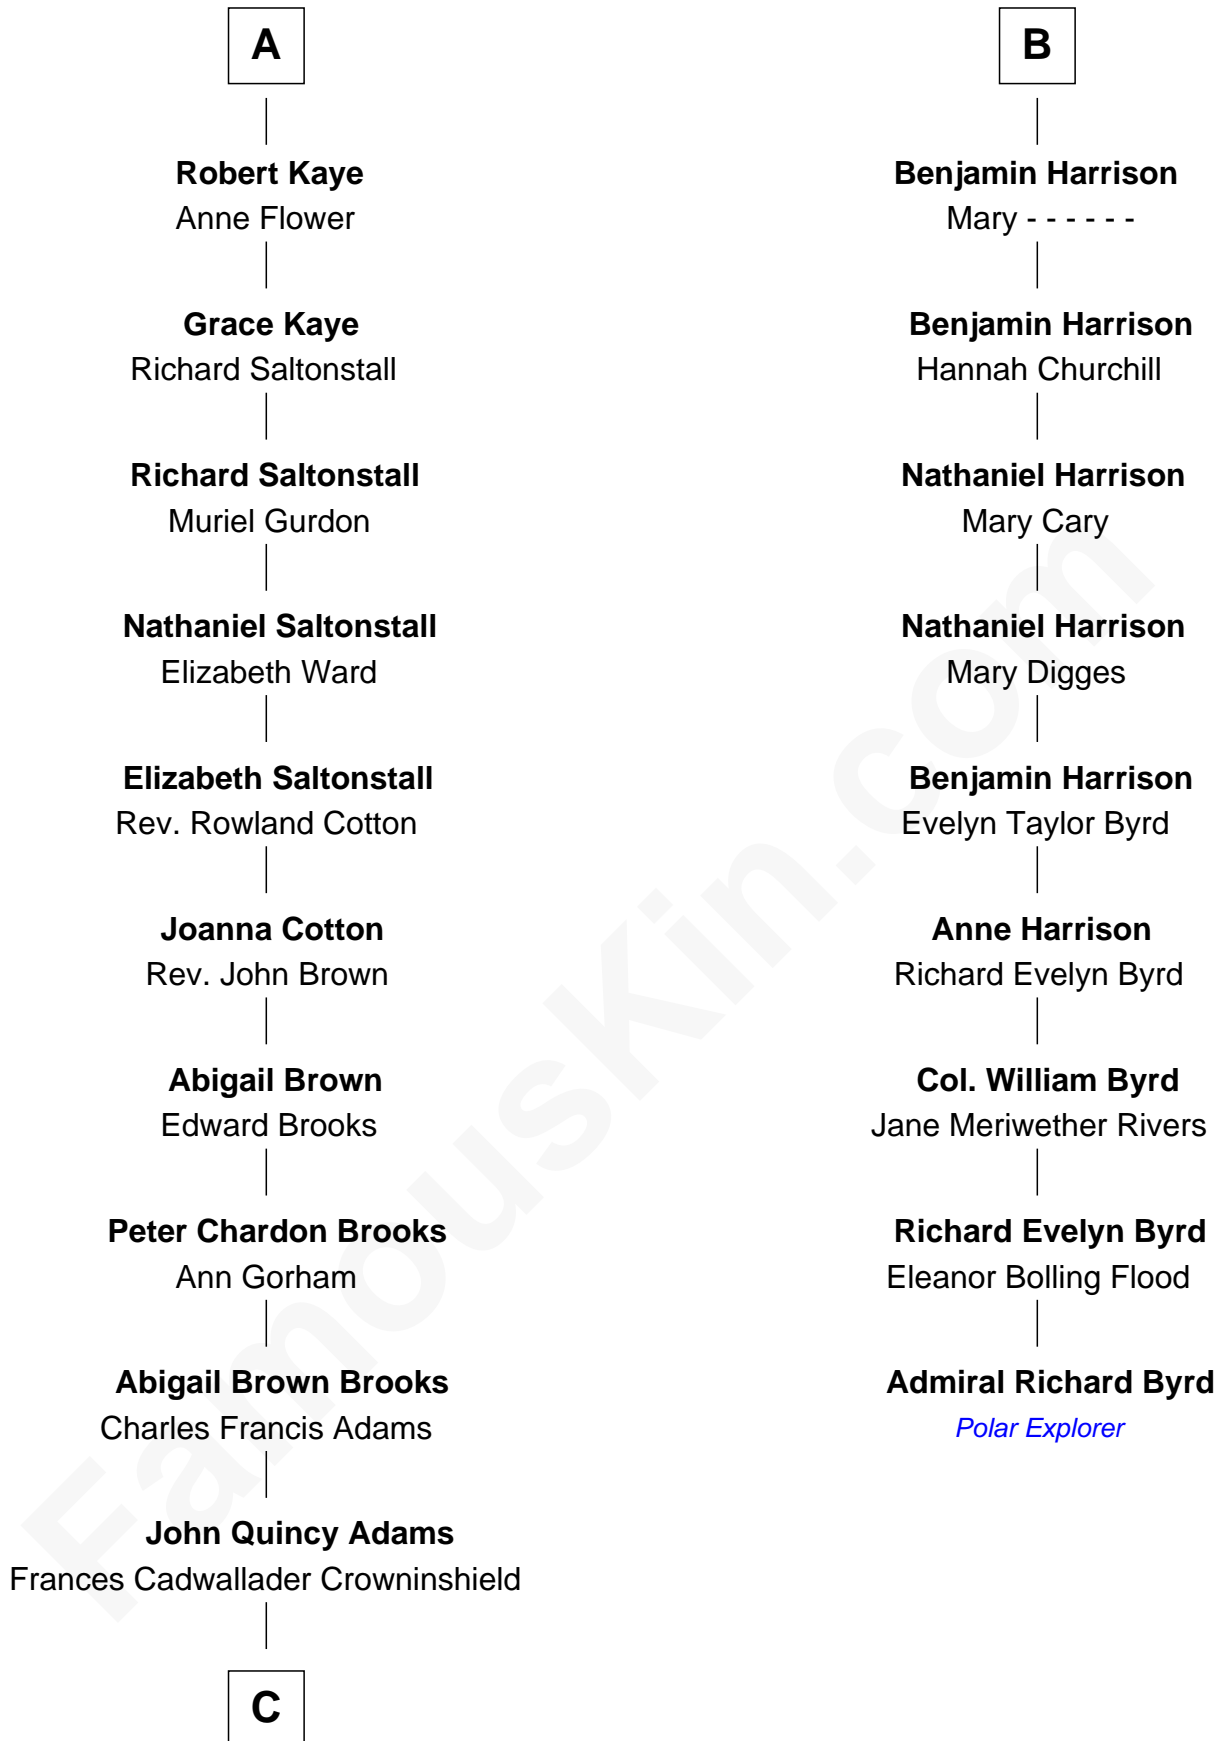 A
Robert Kaye
Anne Flower
Grace Kaye
Richard Saltonstall
Richard Saltonstall
Muriel Gurdon
Nathaniel Saltonstall
Elizabeth Ward
Elizabeth Saltonstall
Rev. Rowland Cotton
Joanna Cotton
Rev. John Brown
Abigail Brown
Edward Brooks
Peter Chardon Brooks
Ann Gorham
Abigail Brown Brooks
Charles Francis Adams
John Quincy Adams
Frances Cadwallader Crowninshield
C
B
Benjamin Harrison
Mary - - - - - -
Benjamin Harrison
Hannah Churchill
Nathaniel Harrison
Mary Cary
Nathaniel Harrison
Mary Digges
Benjamin Harrison
Evelyn Taylor Byrd
Anne Harrison
Richard Evelyn Byrd
Col. William Byrd
Jane Meriwether Rivers
Richard Evelyn Byrd
Eleanor Bolling Flood
Admiral Richard Byrd
Polar Explorer
FamousKin.com